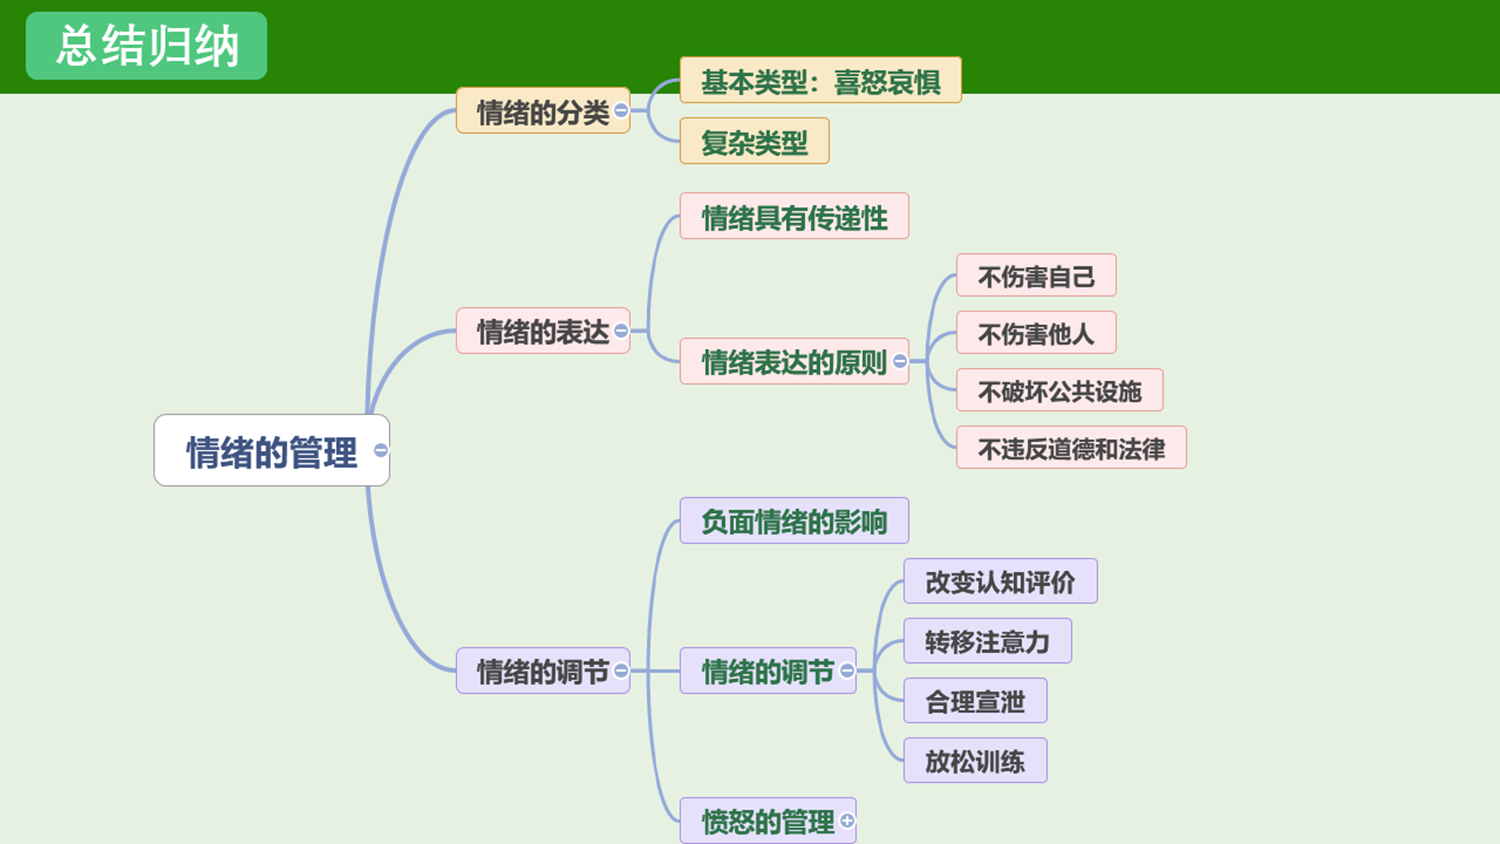 总结归纳
情绪的管理
情绪的分类
基本类型：喜怒哀惧
复杂类型
情绪的表达
情绪具有传递性
情绪表达的原则
不伤害自己
不伤害他人
不破坏公共设施
不违反道德和法律
情绪的调节
负面情绪的影响
情绪的调节
改变认知评价
转移注意力
合理宣泄
放松训练
愤怒的管理